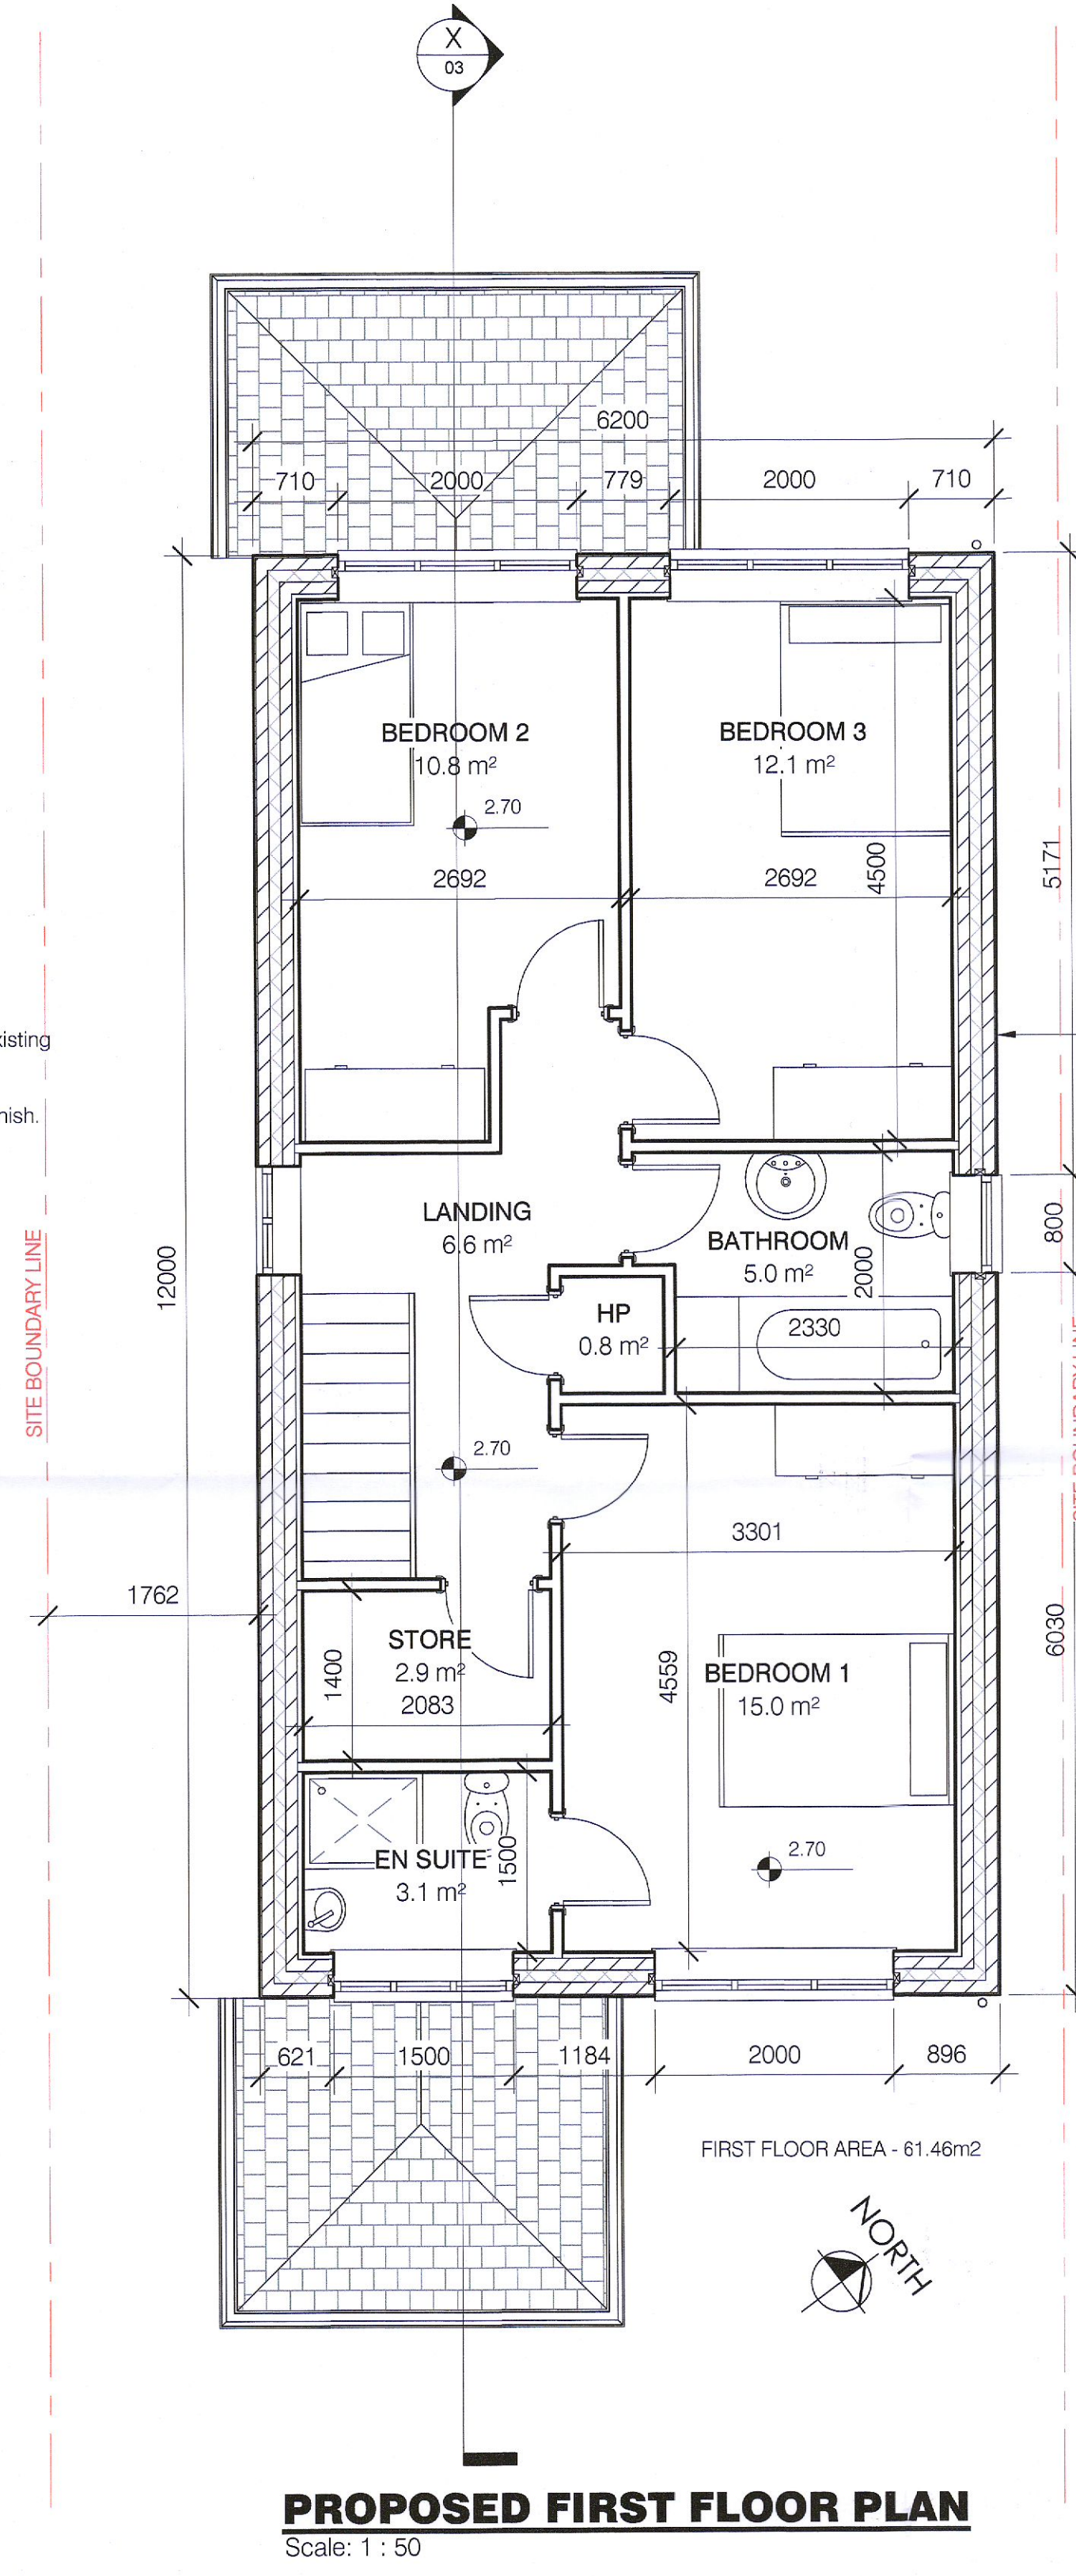 X
03
6200
710 2000 779 2000 710
BEDROOM 2
10.8 m²
2.70
BEDROOM 3
12.1 m²
2692
2692
4500
5171
xisting
nish.
LANDING
6.6 m²
BATHROOM
5.0 m²
2000
800
HP
0.8 m²
2330
SITE BOUNDARY LINE
12000
SITE BOUNDARY LINE
2.70
3301
1762
STORE
2.9 m²
2083
1400
4559
BEDROOM 1
15.0 m²
6030
EN SUITE
3.1 m²
1500
2.70
621 1500 1184 2000 896
FIRST FLOOR AREA - 61.46m2
NORTH
PROPOSED FIRST FLOOR PLAN
Scale: 1 : 50